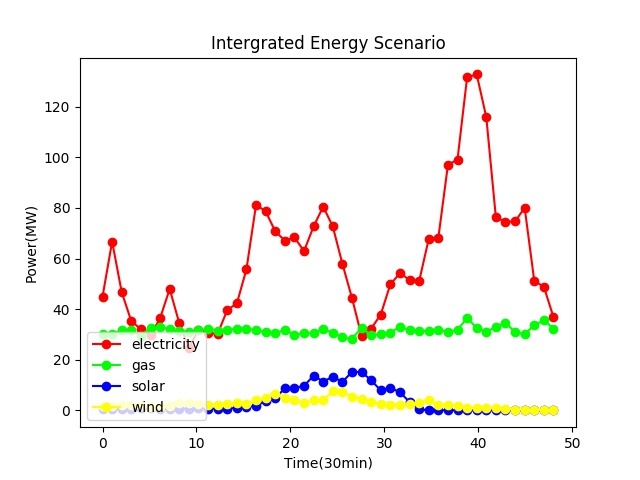 Intergrated Energy Scenario
Power(MW)
120
100
80
60
40
20
0
electricity
gas
solar
wind
0 10 20 30 40 50
Time(30min)